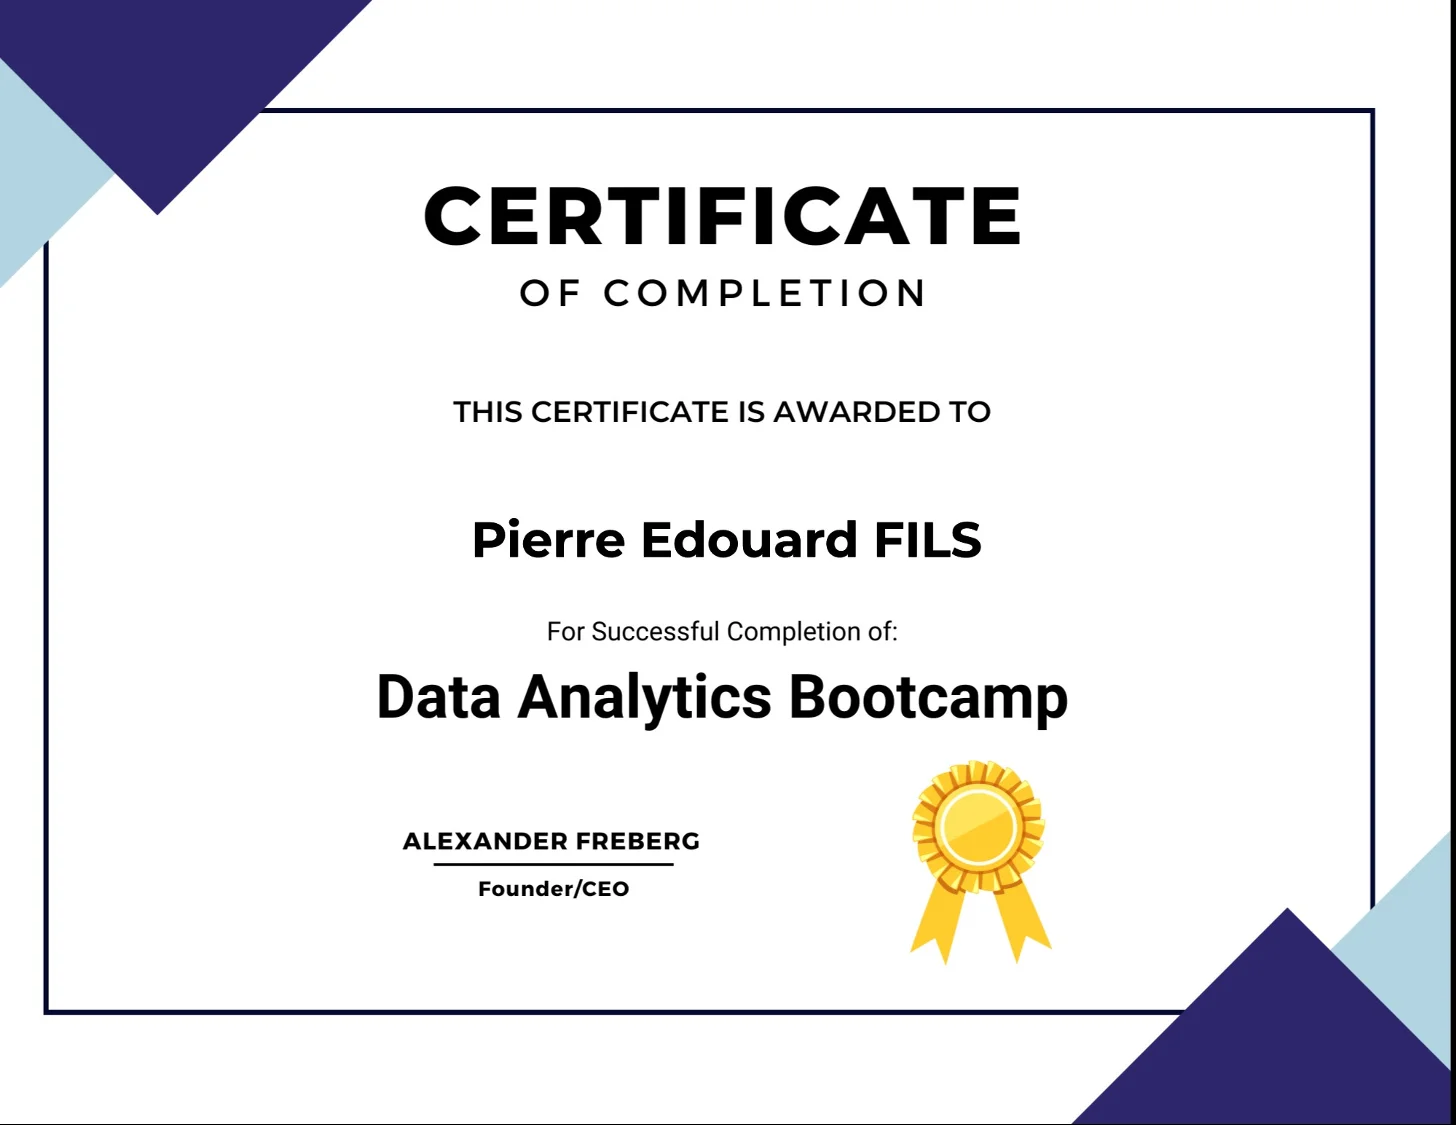 CERTIFICATE
OF COMPLETION
THIS CERTIFICATE IS AWARDED TO
Pierre Edouard FILS
For Successful Completion of:
Data Analytics Bootcamp
ALEXANDER FREBERG
Founder/CEO